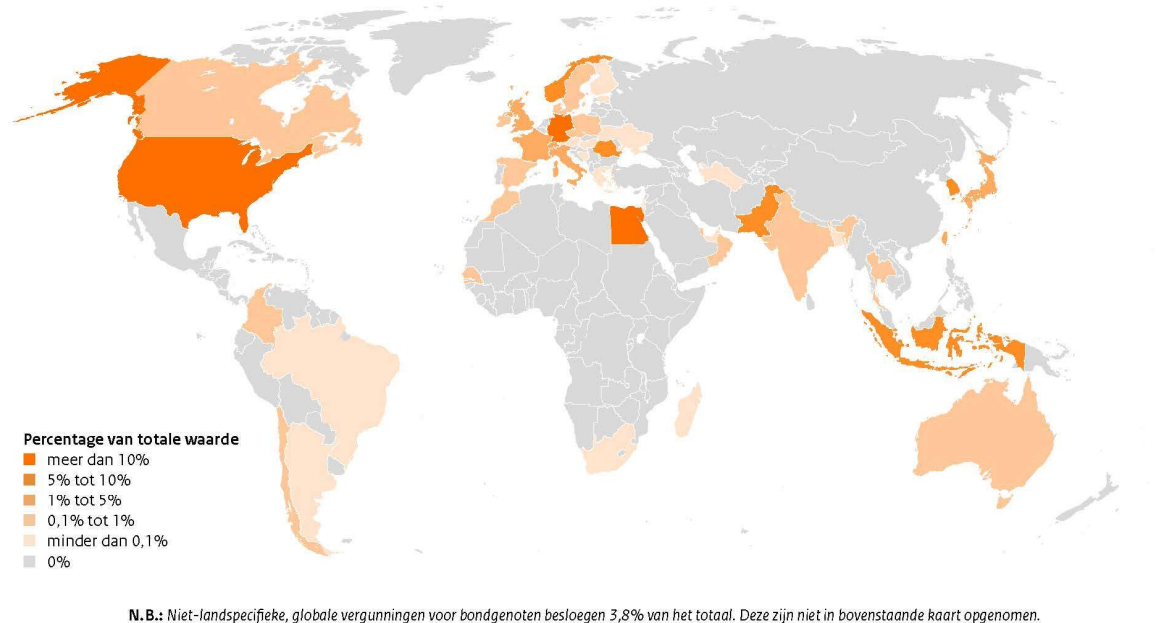 Percentage van totale waarde
meer dan 10%
5% tot 10%
1% tot 5%
0,1% tot 1%
minder dan 0,1%
0%
N.B.: Niet-landspecifieke, globale vergunningen voor bondgenoten besloegen 3,8% van het totaal. Deze zijn niet in bovenstaande kaart opgenomen.